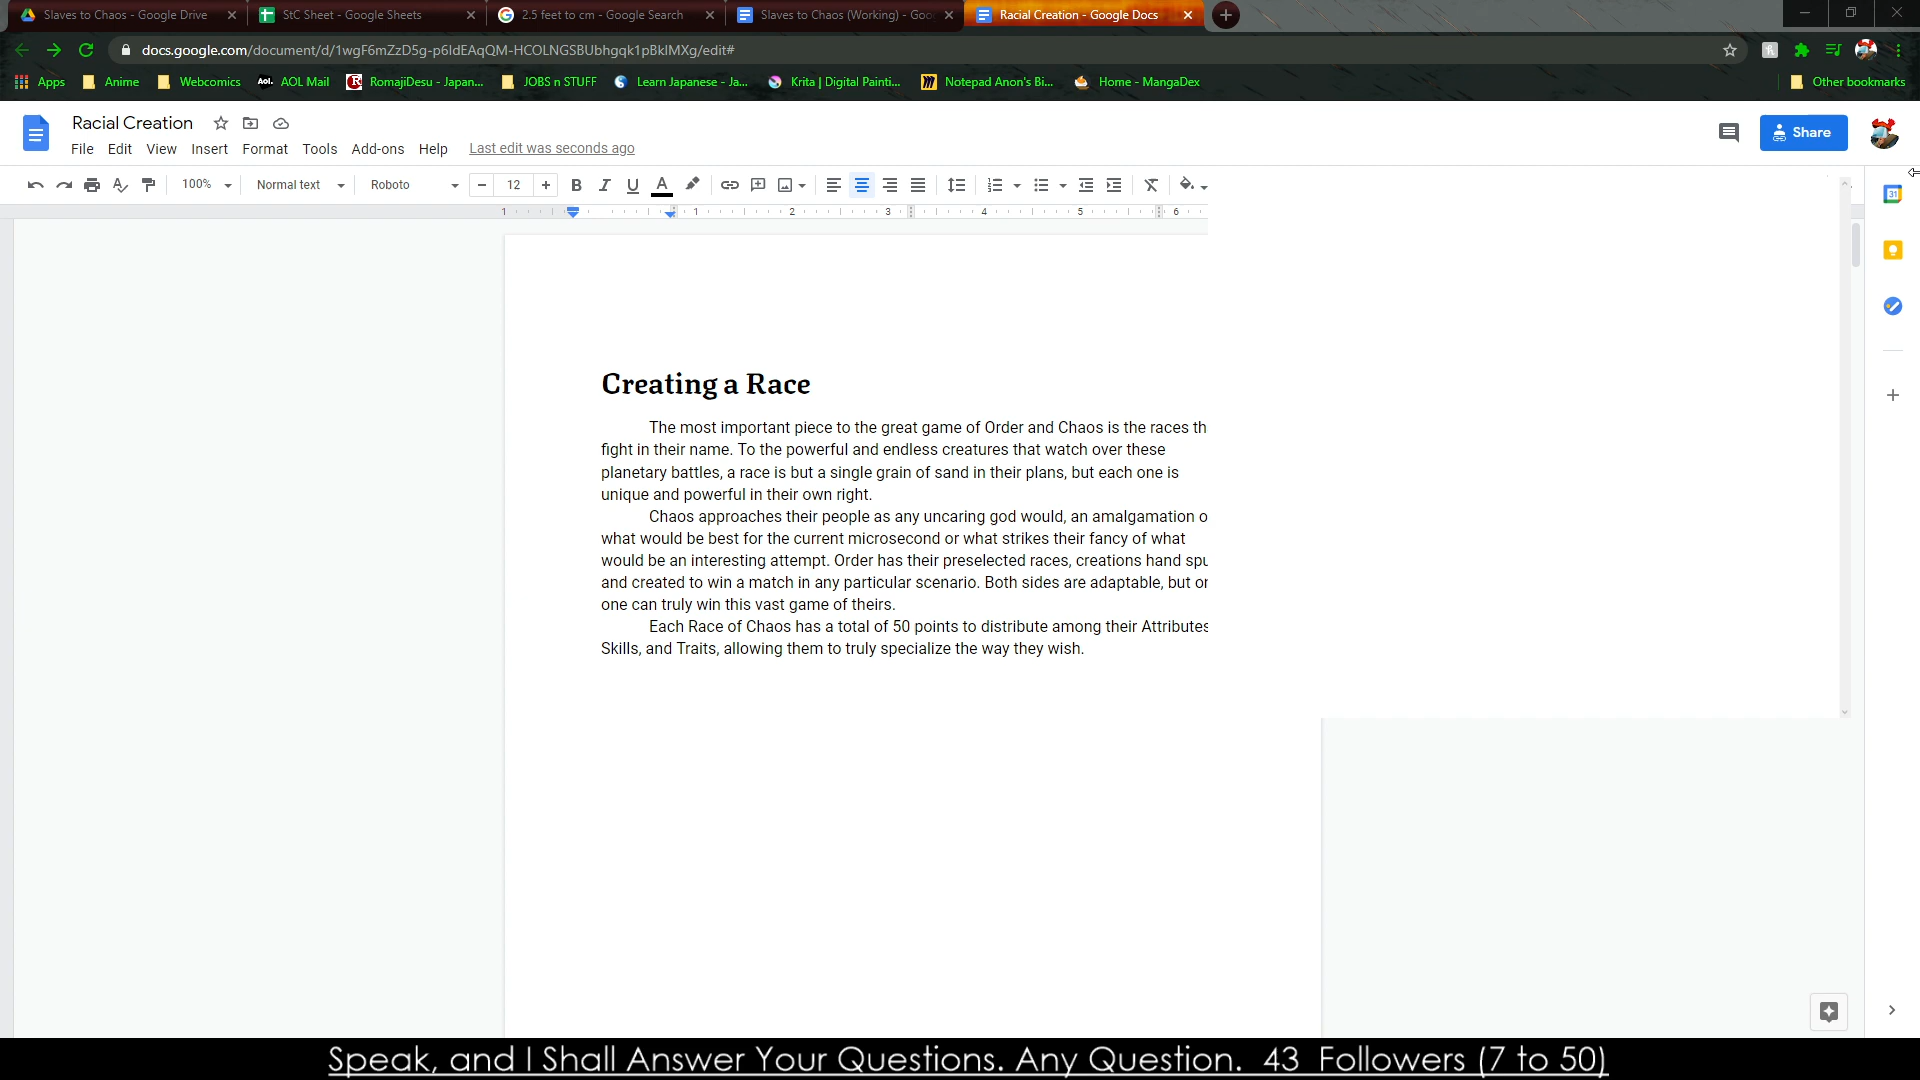 Slaves to Chaos - Google Drive
StC Sheet - Google Sheets
2.5 feet to cm - Google Search
Slaves to Chaos (Working) - Goo
Racial Creation - Google Docs
docs.google.com/document/d/1wgF6mZzD5g-p6ldEAqQM-HCOLNGSBUbhgqk1pBklMXg/edit#
Apps
Anime
Webcomics
Aol. AOL Mail
RomajiDesu - Japan...
JOBS n STUFF
Learn Japanese - Ja...
Krita | Digital Painti...
Notepad Anon's Bi...
Home - MangaDex
Other bookmarks
Racial Creation
File Edit View Insert Format Tools Add-ons Help Last edit was seconds ago
Share
100% Normal text Roboto 12 B I U A
31
1 1 2 3 4 5 6
Creating a Race
The most important piece to the great game of Order and Chaos is the races th
fight in their name. To the powerful and endless creatures that watch over these
planetary battles, a race is but a single grain of sand in their plans, but each one is
unique and powerful in their own right.
Chaos approaches their people as any uncaring god would, an amalgamation o
what would be best for the current microsecond or what strikes their fancy of what
would be an interesting attempt. Order has their preselected races, creations hand spu
and created to win a match in any particular scenario. Both sides are adaptable, but
one can truly win this vast game of theirs.
Each Race of Chaos has a total of 50 points to distribute among their Attributes
Skills, and Traits, allowing them to truly specialize the way they wish.
Speak, and I Shall Answer Your Questions. Any Question. 43 Followers (7 to 50)